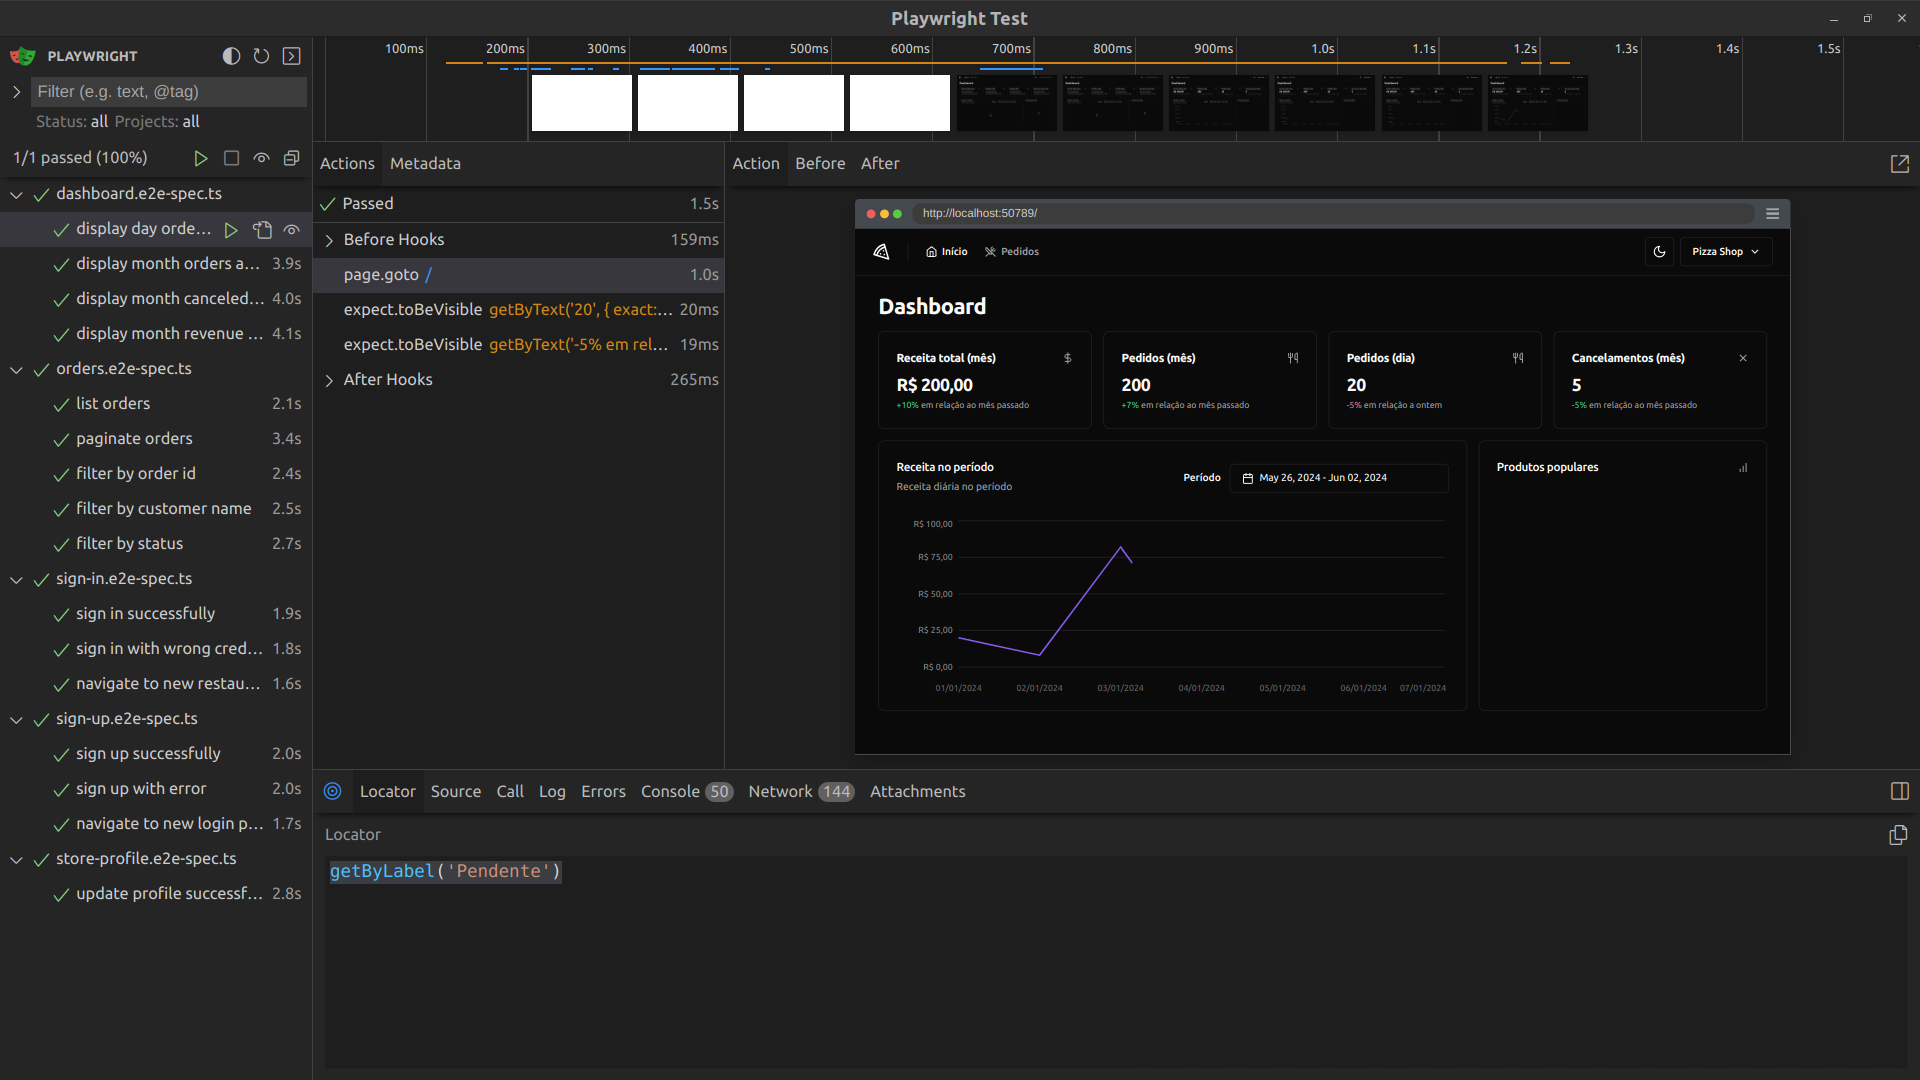 Playwright Test
PLAYWRIGHT
Filter (e.g. text, @tag)
Status: all Projects: all
1/1 passed (100%)
dashboard.e2e-spec.ts
display day orde...
display month orders a... 3.9s
display month canceled... 4.0s
display month revenue ... 4.1s
orders.e2e-spec.ts
list orders 2.1s
paginate orders 3.4s
filter by order id 2.4s
filter by customer name 2.5s
filter by status 2.7s
sign-in.e2e-spec.ts
sign in successfully 1.9s
sign in with wrong cred... 1.8s
navigate to new restau... 1.6s
sign-up.e2e-spec.ts
sign up successfully 2.0s
sign up with error 2.0s
navigate to new login p... 1.7s
store-profile.e2e-spec.ts
update profile successf... 2.8s
100ms 200ms 300ms 400ms 500ms 600ms 700ms 800ms 900ms 1.0s 1.1s 1.2s 1.3s 1.4s 1.5s
Actions Metadata
Passed 1.5s
Before Hooks 159ms
page.goto / 1.0s
expect.toBeVisible getByText('20', { exact:... 20ms
expect.toBeVisible getByText('-5% em rel... 19ms
After Hooks 265ms
Action Before After
http://localhost:50789/
Início Pedidos Pizza Shop
Dashboard
Receita total (mês) $
R$ 200,00
+10% em relação ao mês passado
Pedidos (mês)
200
+7% em relação ao mês passado
Pedidos (dia)
20
-5% em relação a ontem
Cancelamentos (mês)
5
-5% em relação ao mês passado
Receita no período
Receita diária no período
Período May 26, 2024 - Jun 02, 2024
R$ 100,00
R$ 75,00
R$ 50,00
R$ 25,00
R$ 0,00
01/01/2024 02/01/2024 03/01/2024 04/01/2024 05/01/2024 06/01/2024 07/01/2024
Produtos populares
Locator Source Call Log Errors Console 50 Network 144 Attachments
Locator
getByLabel('Pendente')